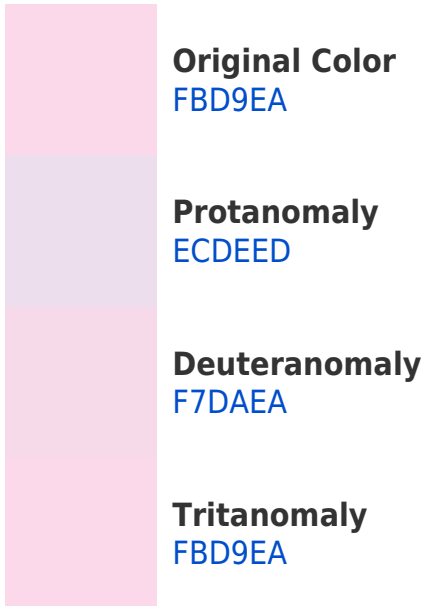 Original Color
FBD9EA
Protanomaly
ECDEED
Deuteranomaly
F7DAEA
Tritanomaly
FBD9EA